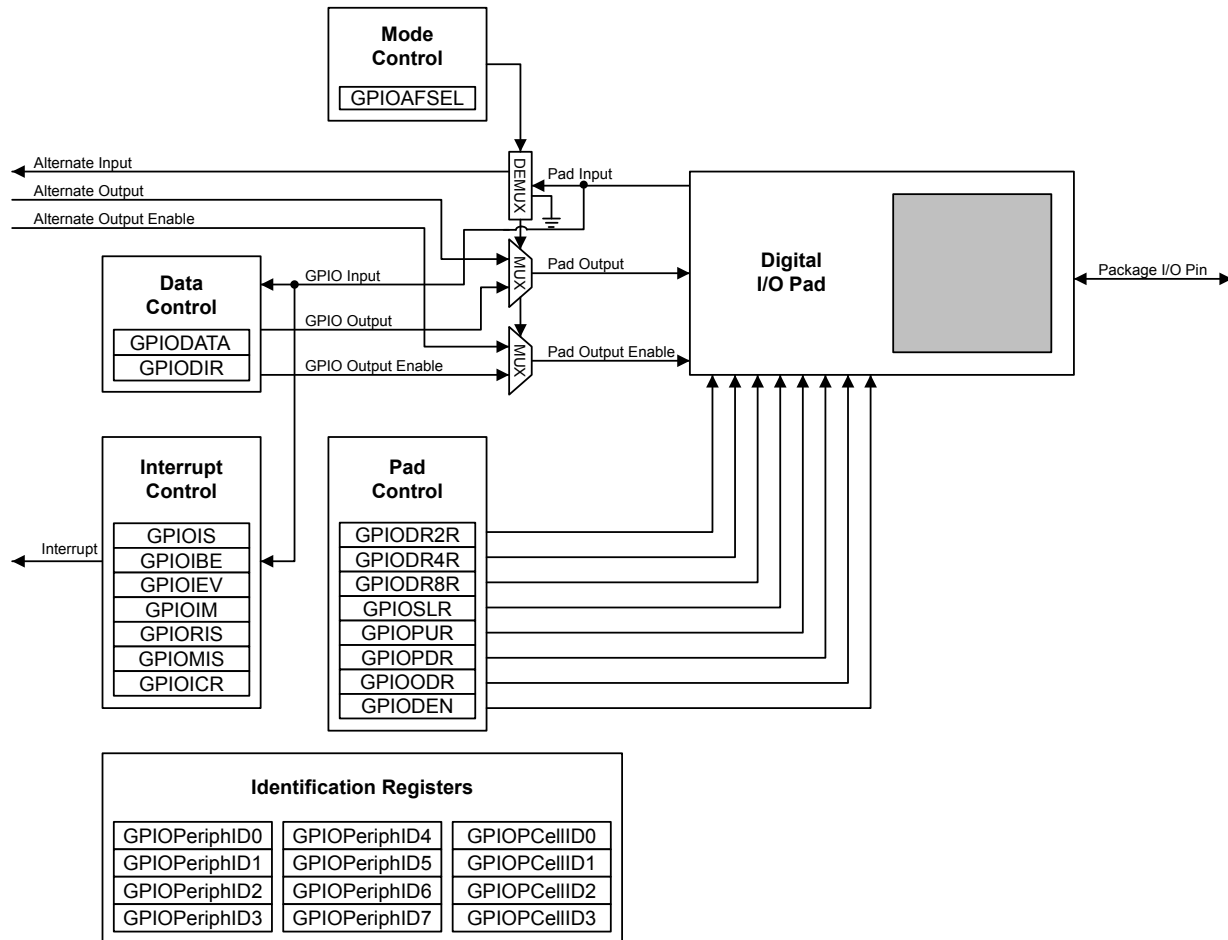 Mode
Control
GPIOAFSEL
Alternate Input
Alternate Output
Alternate Output Enable
DEMUX
Pad Input
MUX
Pad Output
MUX
Pad Output Enable
Digital
I/O Pad
Package I/O Pin
Data
Control
GPIODATA
GPIODIR
GPIO Input
GPIO Output
GPIO Output Enable
Interrupt
Control
GPIOIS
GPIOIBE
GPIOIEV
GPIOIM
GPIORIS
GPIOMIS
GPIOICR
Interrupt
Pad
Control
GPIODR2R
GPIODR4R
GPIODR8R
GPIOSLR
GPIOPUR
GPIOPDR
GPIOODR
GPIODEN
Identification Registers
GPIOPeriphID0
GPIOPeriphID1
GPIOPeriphID2
GPIOPeriphID3
GPIOPeriphID4
GPIOPeriphID5
GPIOPeriphID6
GPIOPeriphID7
GPIOPCellID0
GPIOPCellID1
GPIOPCellID2
GPIOPCellID3